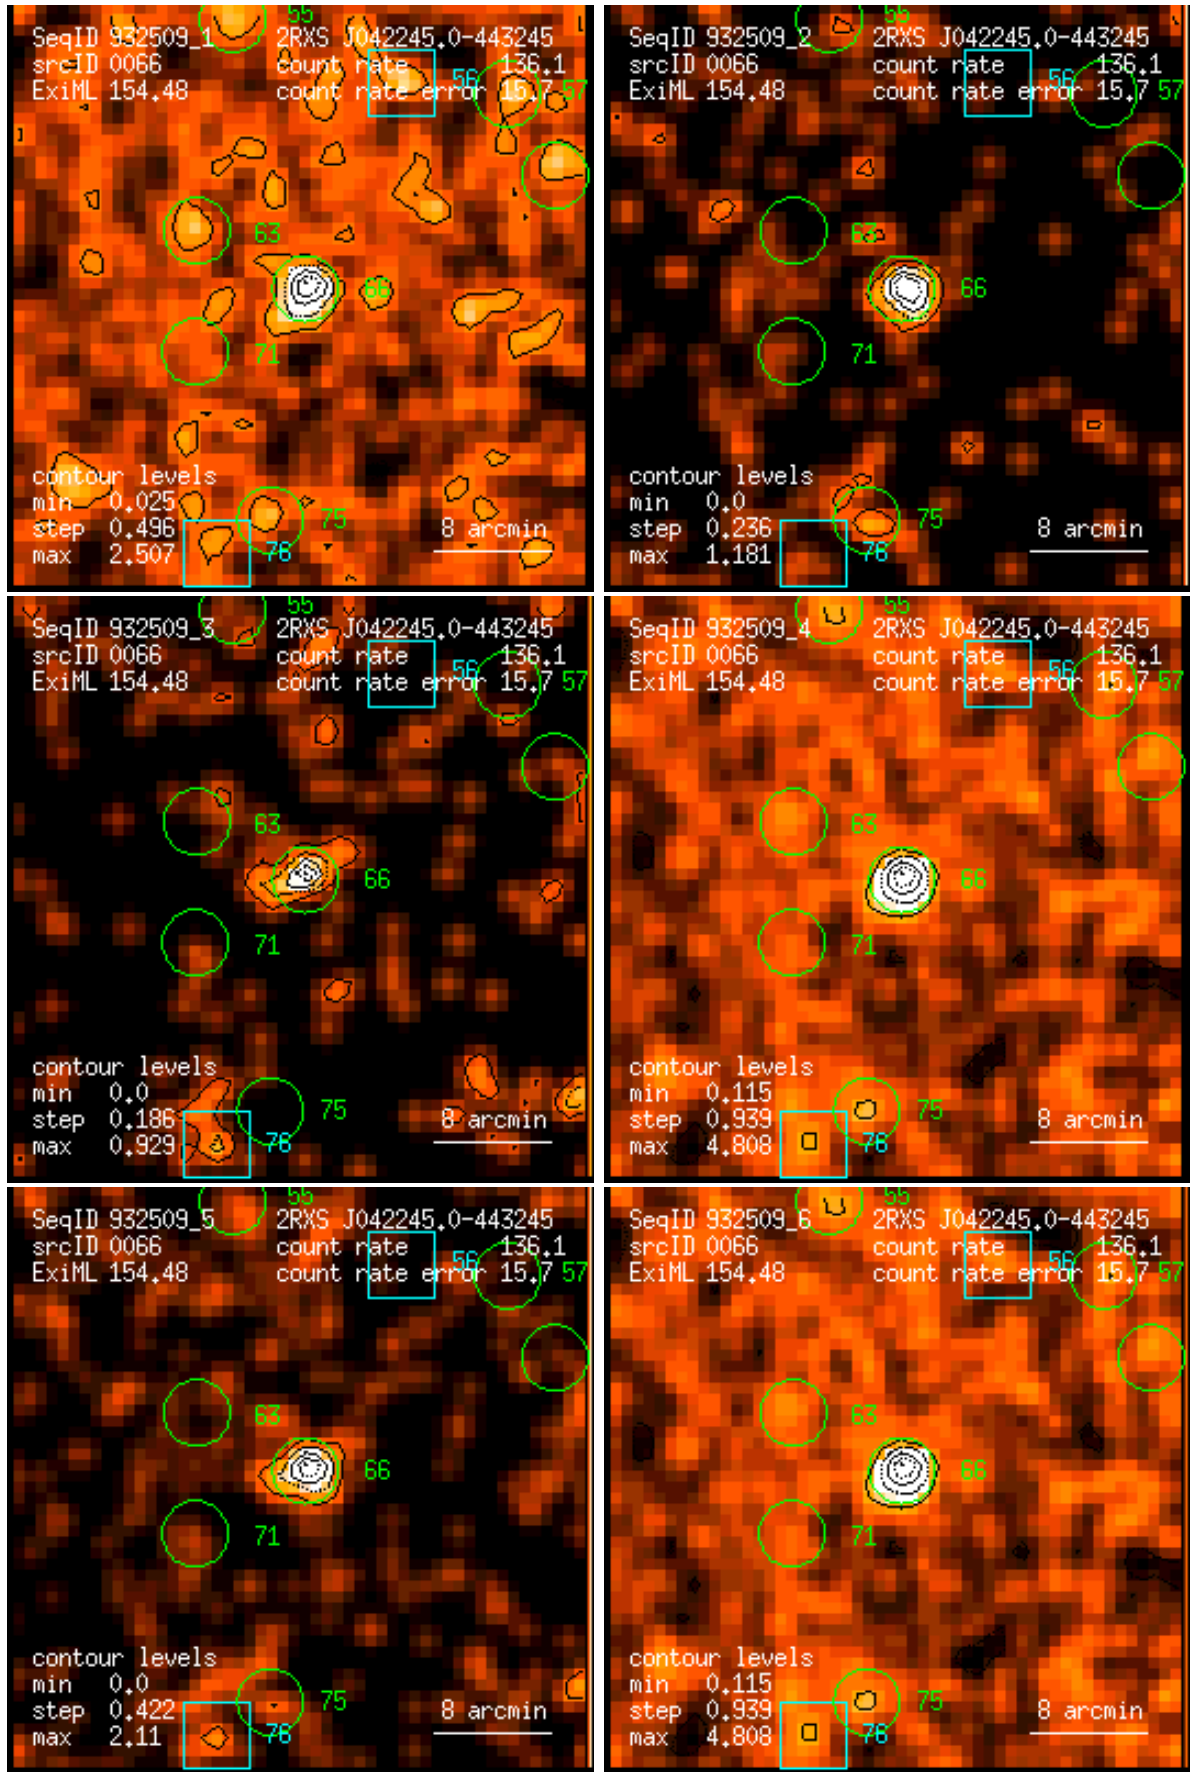 55
SeqID 932509_1 2RXS J042245.0-443245
srcID 0066 count rate 136.1
56
ExiML 154.48 count rate error 15.7 57
63
66
71
contour levels
min 0.025
75
step 0.496 8 arcmin
max 2.507 76
55
SeqID 932509_2 2RXS J042245.0-443245
srcID 0066 count rate 136.1
56
ExiML 154.48 count rate error 15.7 57
63
66
71
contour levels
min 0.0
75
step 0.236 8 arcmin
max 1.181 76
55
SeqID 932509_3 2RXS J042245.0-443245
srcID 0066 count rate 136.1
56
ExiML 154.48 count rate error 15.7 57
63
66
71
contour levels
min 0.0
75
step 0.186 8 arcmin
max 0.929 76
55
SeqID 932509_4 2RXS J042245.0-443245
srcID 0066 count rate 136.1
56
ExiML 154.48 count rate error 15.7 57
63
66
71
contour levels
min 0.115
75
step 0.939 8 arcmin
max 4.808 76
55
SeqID 932509_5 2RXS J042245.0-443245
srcID 0066 count rate 136.1
56
ExiML 154.48 count rate error 15.7 57
63
66
71
contour levels
min 0.0
75
step 0.422 8 arcmin
max 2.11 76
55
SeqID 932509_6 2RXS J042245.0-443245
srcID 0066 count rate 136.1
56
ExiML 154.48 count rate error 15.7 57
63
66
71
contour levels
min 0.115
75
step 0.939 8 arcmin
max 4.808 76